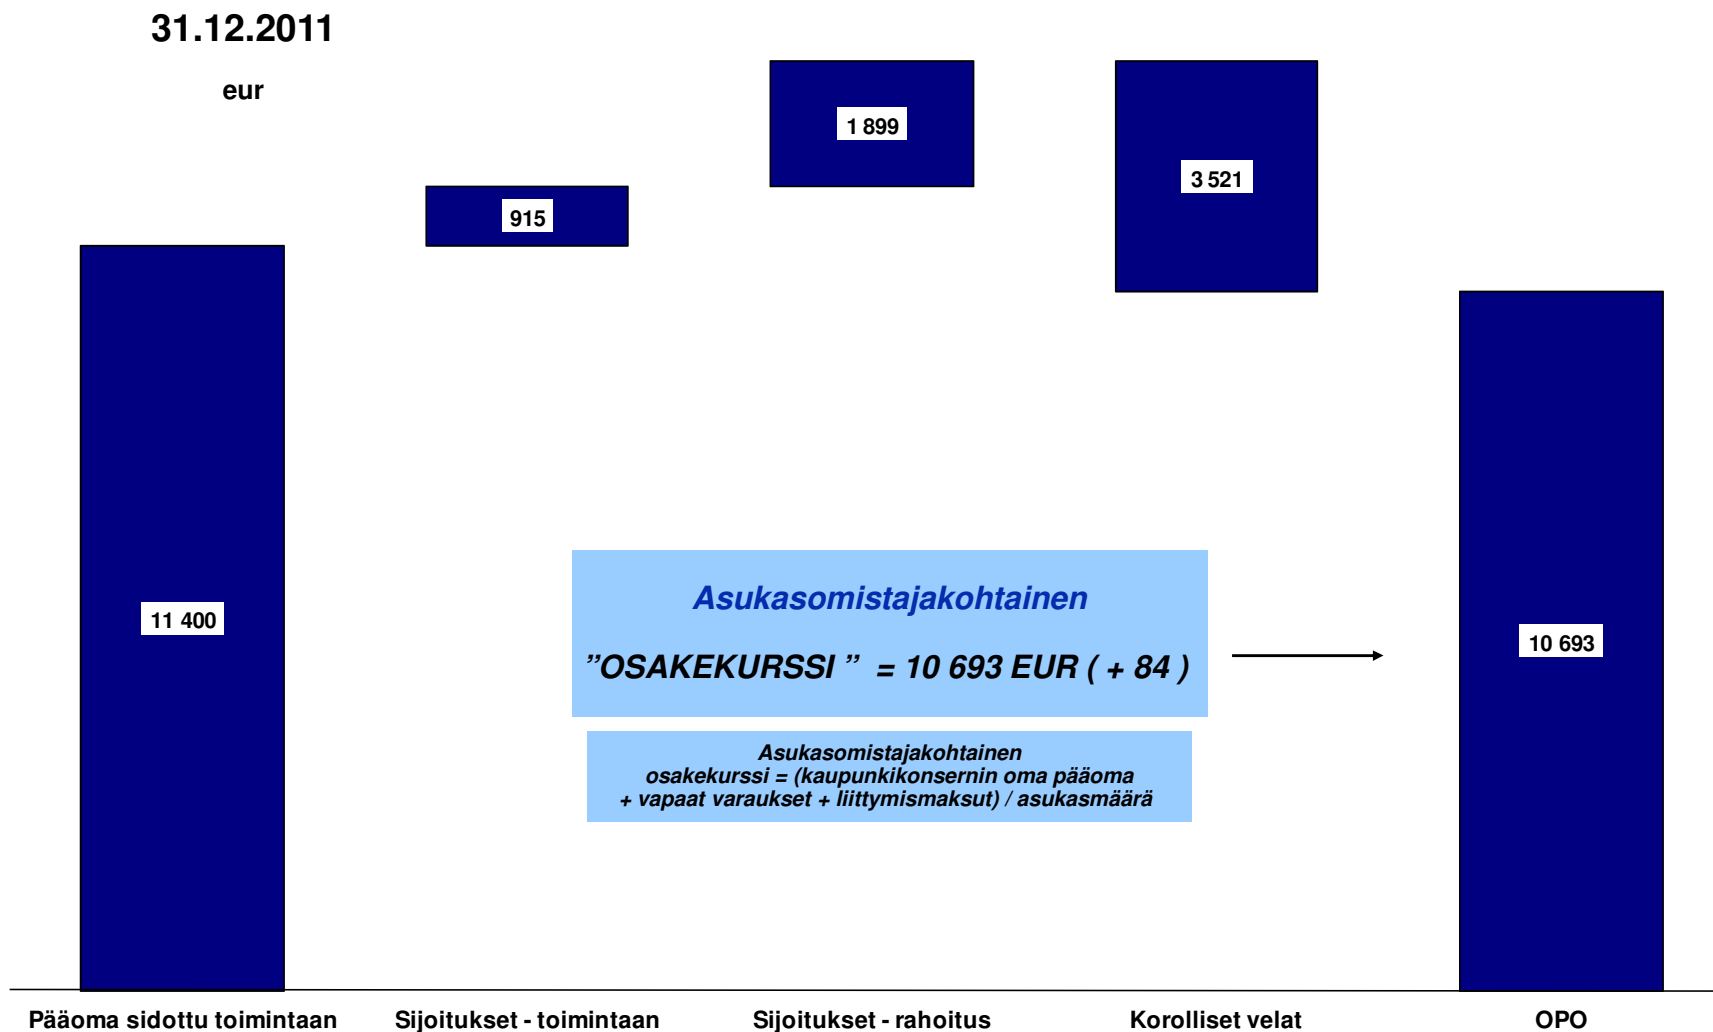 31.12.2011
eur
1 899
3 521
915
11 400
Asukasomistajakohtainen
”OSAKEKURSSI ” = 10 693 EUR ( + 84 )
10 693
Asukasomistajakohtainen
osakekurssi = (kaupunkikonsernin oma pääoma
+ vapaat varaukset + liittymismaksut) / asukasmäärä
Pääoma sidottu toimintaan
Sijoitukset - toimintaan
Sijoitukset - rahoitus
Korolliset velat
OPO